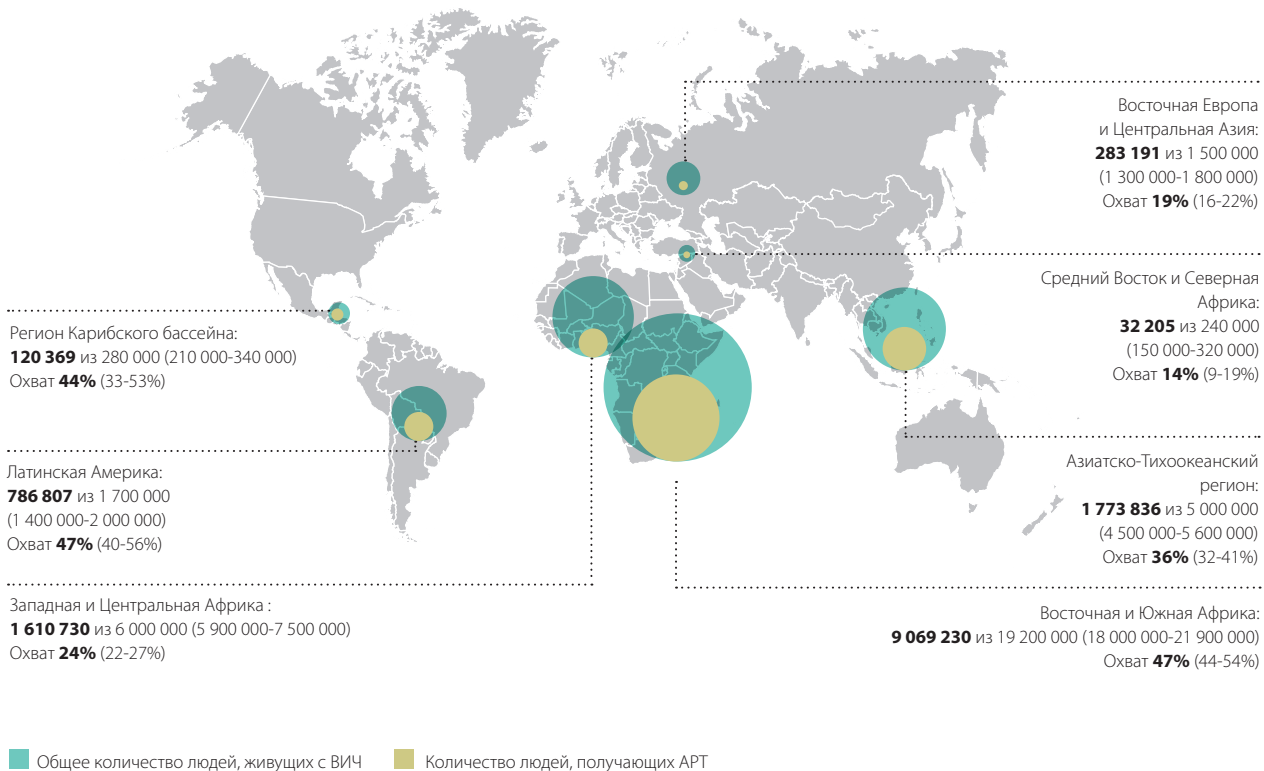 Восточная Европа
и Центральная Азия:
283 191 из 1 500 000
(1 300 000-1 800 000)
Охват 19% (16-22%)
Средний Восток и Северная
Африка:
32 205 из 240 000
(150 000-320 000)
Охват 14% (9-19%)
Регион Карибского бассейна:
120 369 из 280 000 (210 000-340 000)
Охват 44% (33-53%)
Латинская Америка:
786 807 из 1 700 000
(1 400 000-2 000 000)
Охват 47% (40-56%)
Азиатско-Тихоокеанский
регион:
1 773 836 из 5 000 000
(4 500 000-5 600 000)
Охват 36% (32-41%)
Западная и Центральная Африка :
1 610 730 из 6 000 000 (5 900 000-7 500 000)
Охват 24% (22-27%)
Восточная и Южная Африка:
9 069 230 из 19 200 000 (18 000 000-21 900 000)
Охват 47% (44-54%)
Общее количество людей, живущих с ВИЧ
Количество людей, получающих АРТ